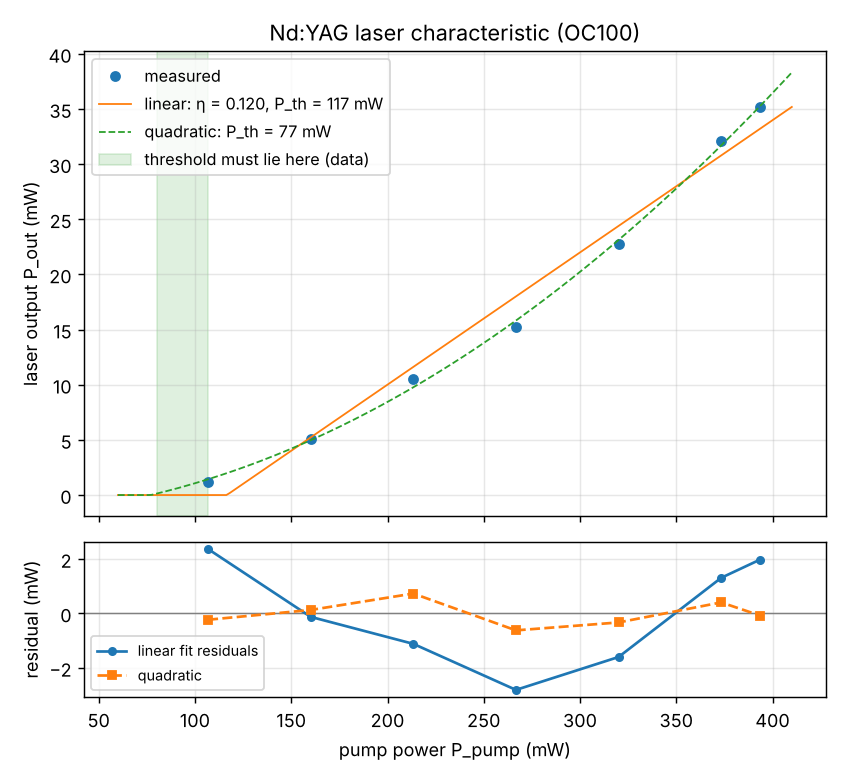 Nd:YAG laser characteristic (OC100)
40
35
30
25
20
15
10
5
0
laser output P_out (mW)
measured
linear: η = 0.120, P_th = 117 mW
quadratic: P_th = 77 mW
threshold must lie here (data)
2
0
−2
residual (mW)
linear fit residuals
quadratic
50 100 150 200 250 300 350 400
pump power P_pump (mW)